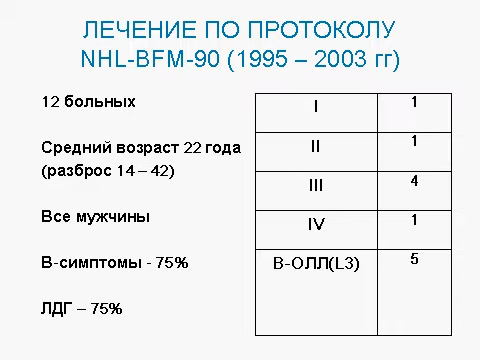 ЛЕЧЕНИЕ ПО ПРОТОКОЛУ
NHL-BFM-90 (1995 – 2003 гг)
12 больных
Средний возраст 22 года
(разброс 14 – 42)
Все мужчины
В-симптомы - 75%
ЛДГ – 75%
I 1
II 1
III 4
IV 1
В-ОЛЛ(L3) 5